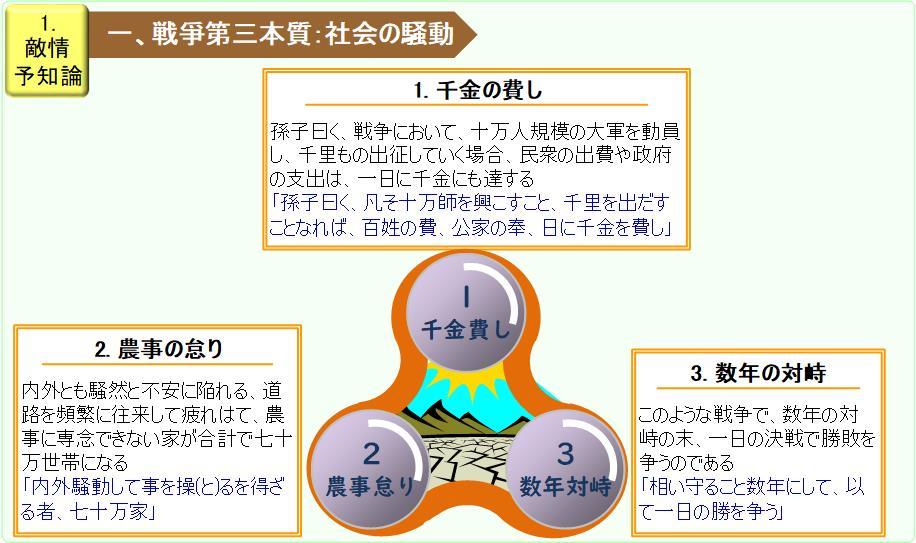 1.
敵情
予知論
一、戦爭第三本質：社会の騒動
1. 千金の費し
孫子曰く、戦争において、十万人規模の大軍を動員
し、千里もの出征していく場合、民衆の出費や政府
の支出は、一日に千金にも達する
「孫子曰く、凡そ十万師を興こすこと、千里を出だす
ことなれば、百姓の費、公家の奉、日に千金を費し」
1
千金費し
2. 農事の怠り
内外とも騒然と不安に陥れる、道
路を頻繁に往来して疲れはて、農
事に専念できない家が合計で七十
万世帯になる
「内外騒動して事を操(と)るを得ざ
る者、七十万家」
2
農事怠り
3
数年対峙
3. 数年の対峙
このような戦争で、数年の対
峙の末、一日の決戦で勝敗を
争うのである
「相い守ること数年にして、以
て一日の勝を争う」